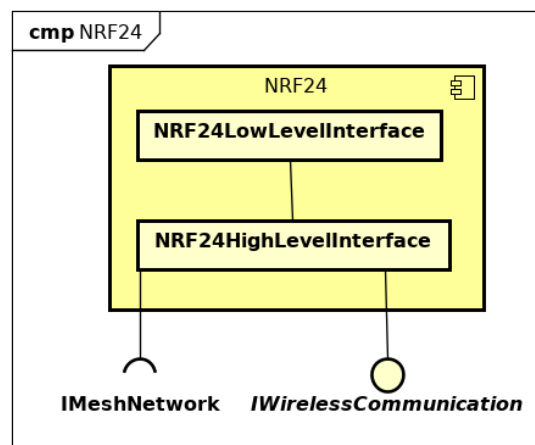 cmp NRF24
NRF24
NRF24LowLevelInterface
NRF24HighLevelInterface
IMeshNetwork
IWirelessCommunication